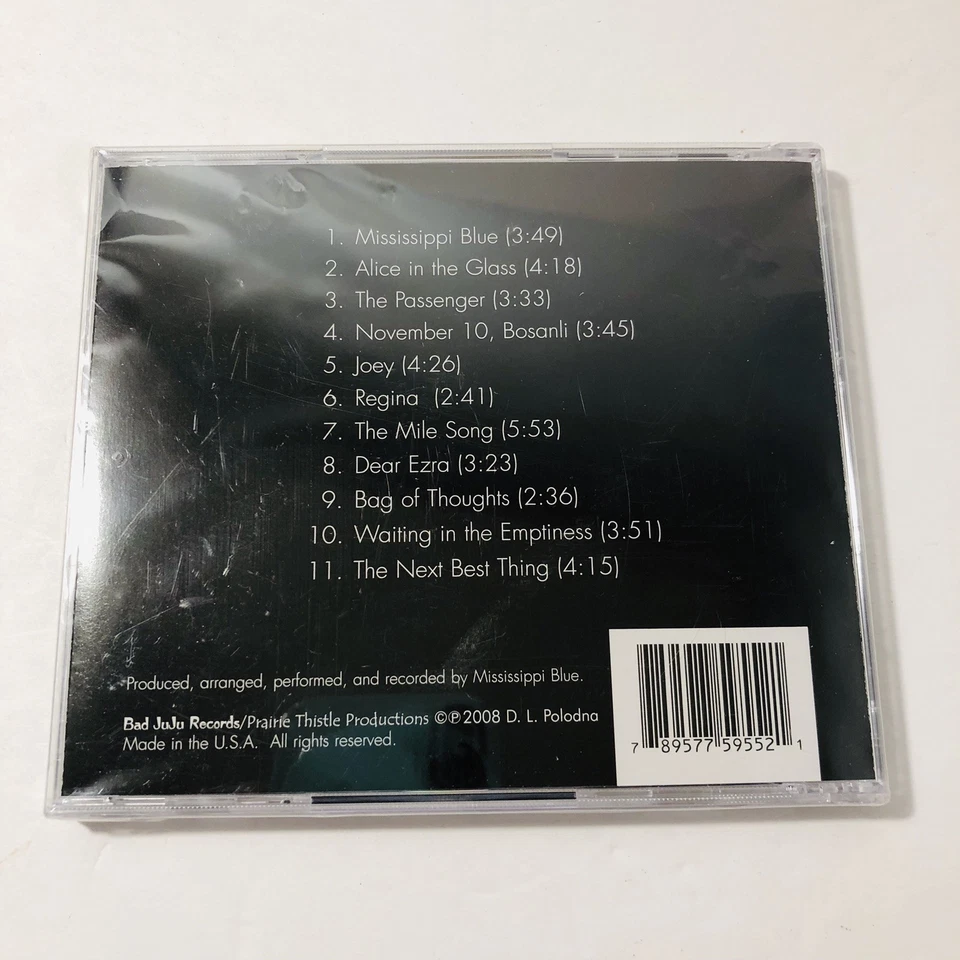 1. Mississippi Blue (3:49)
2. Alice in the Glass (4:18)
3. The Passenger (3:33)
4. November 10, Bosanli (3:45)
5. Joey (4:26)
6. Regina (2:41)
7. The Mile Song (5:53)
8. Dear Ezra (3:23)
9. Bag of Thoughts (2:36)
10. Waiting in the Emptiness (3:51)
11. The Next Best Thing (4:15)
Produced, arranged, performed, and recorded by Mississippi Blue.
Bad JuJu Records/Prairie Thistle Productions ©℗2008 D. L. Polodna
Made in the U.S.A. All rights reserved.
7 89577 59552 1